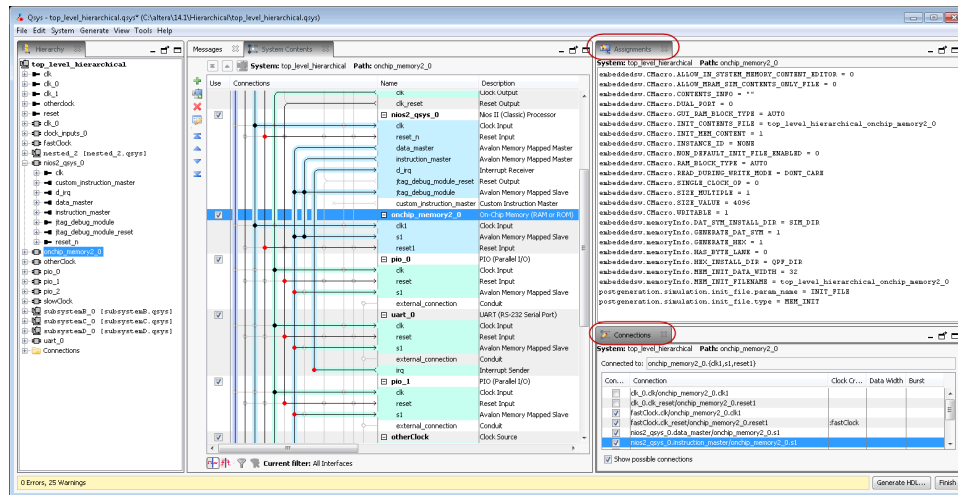 Qsys - top_level_hierarchical.qsys* (C:\altera\14.1\Hierarchical\top_level_hierarchical.qsys)
File Edit System Generate View Tools Help
Hierarchy
top_level_hierarchical
clk
clk_0
clk_1
otherclock
reset
clk_0
clock_inputs_0
fastClock
nested_2 [nested_2.qsys]
nios2_qsys_0
clk
custom_instruction_master
d_irq
data_master
instruction_master
jtag_debug_module
jtag_debug_module_reset
reset_n
onchip_memory2_0
otherClock
pio_0
pio_1
pio_2
slowClock
subsystemB_0 [subsystemB.qsys]
subsystemC_0 [subsystemC.qsys]
subsystemD_0 [subsystemD.qsys]
uart_0
Connections
Messages System Contents
System: top_level_hierarchical Path: onchip_memory2_0
Use Connections Name Description
clk Clock Output
clk_reset Reset Output
nios2_qsys_0 Nios II (Classic) Processor
clk Clock Input
reset_n Reset Input
data_master Avalon Memory Mapped Master
instruction_master Avalon Memory Mapped Master
d_irq Interrupt Receiver
jtag_debug_module_reset Reset Output
jtag_debug_module Avalon Memory Mapped Slave
custom_instruction_master Custom Instruction Master
onchip_memory2_0 On-Chip Memory (RAM or ROM)
clk1 Clock Input
s1 Avalon Memory Mapped Slave
reset1 Reset Input
pio_0 PIO (Parallel I/O)
clk Clock Input
reset Reset Input
s1 Avalon Memory Mapped Slave
external_connection Conduit
uart_0 UART (RS-232 Serial Port)
clk Clock Input
reset Reset Input
s1 Avalon Memory Mapped Slave
external_connection Conduit
irq Interrupt Sender
pio_1 PIO (Parallel I/O)
clk Clock Input
reset Reset Input
s1 Avalon Memory Mapped Slave
external_connection Conduit
otherClock Clock Source
Current filter: All Interfaces
Assignments
System: top_level_hierarchical Path: onchip_memory2_0
embeddedsw.CMacro.ALLOW_IN_SYSTEM_MEMORY_CONTENT_EDITOR = 0
embeddedsw.CMacro.ALLOW_MRAM_SIM_CONTENTS_ONLY_FILE = 0
embeddedsw.CMacro.CONTENTS_INFO = ""
embeddedsw.CMacro.DUAL_PORT = 0
embeddedsw.CMacro.GUI_RAM_BLOCK_TYPE = AUTO
embeddedsw.CMacro.INIT_CONTENTS_FILE = top_level_hierarchical_onchip_memory2_0
embeddedsw.CMacro.INIT_MEM_CONTENT = 1
embeddedsw.CMacro.INSTANCE_ID = NONE
embeddedsw.CMacro.NON_DEFAULT_INIT_FILE_ENABLED = 0
embeddedsw.CMacro.RAM_BLOCK_TYPE = AUTO
embeddedsw.CMacro.READ_DURING_WRITE_MODE = DONT_CARE
embeddedsw.CMacro.SINGLE_CLOCK_OP = 0
embeddedsw.CMacro.SIZE_MULTIPLE = 1
embeddedsw.CMacro.SIZE_VALUE = 4096
embeddedsw.CMacro.WRITABLE = 1
embeddedsw.memoryInfo.DAT_SYM_INSTALL_DIR = SIM_DIR
embeddedsw.memoryInfo.GENERATE_DAT_SYM = 1
embeddedsw.memoryInfo.GENERATE_HEX = 1
embeddedsw.memoryInfo.HAS_BYTE_LANE = 0
embeddedsw.memoryInfo.HEX_INSTALL_DIR = QPF_DIR
embeddedsw.memoryInfo.MEM_INIT_DATA_WIDTH = 32
embeddedsw.memoryInfo.MEM_INIT_FILENAME = top_level_hierarchical_onchip_memory2_0
postgeneration.simulation.init_file.param_name = INIT_FILE
postgeneration.simulation.init_file.type = MEM_INIT
Connections
System: top_level_hierarchical Path: onchip_memory2_0
Connected to: onchip_memory2_0.{clk1,s1,reset1}
Con... Connection Clock Cr... Data Width Burst
clk_0.clk/onchip_memory2_0.clk1
clk_0.clk_reset/onchip_memory2_0.reset1
fastClock.clk/onchip_memory2_0.clk1
fastClock.clk_reset/onchip_memory2_0.reset1 :fastClock
nios2_qsys_0.data_master/onchip_memory2_0.s1
nios2_qsys_0.instruction_master/onchip_memory2_0.s1
Show possible connections
0 Errors, 25 Warnings
Generate HDL... Finish